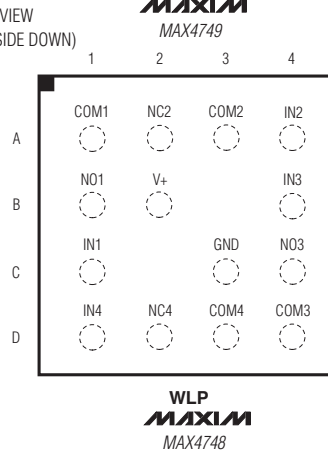 VIEW
SIDE DOWN)
MAXIM
MAX4749
1 2 3 4
A COM1 NC2 COM2 IN2
B NO1 V+ IN3
C IN1 GND NO3
D IN4 NC4 COM4 COM3
WLP
MAXIM
MAX4748